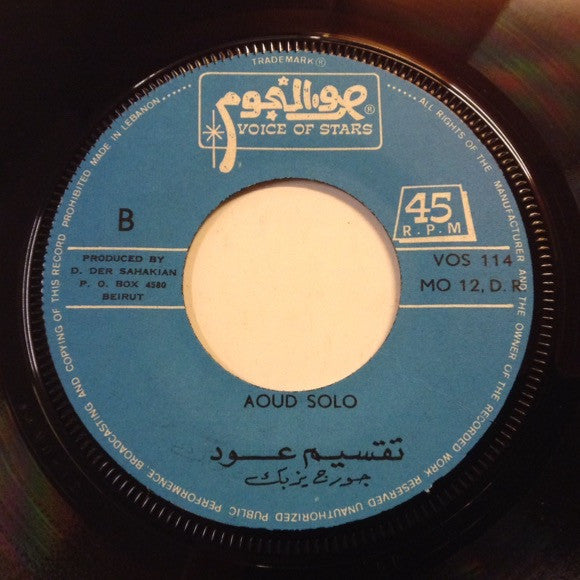 TRADEMARK ®
صوت النجوم ®
VOICE OF STARS
B
45
R.P.M
PRODUCED BY
D. DER SAHAKIAN
P. O. BOX 4580
BEIRUT
VOS 114
MO 12, D. R
AOUD SOLO
تقسيم عود
جورج يزبك
ALL RIGHTS OF THE MANUFACTURER AND THE OWNER OF THE RECORDED WORK RESERVED UNAUTHORIZED PUBLIC PERFORMANCE, BROADCASTING AND COPYING OF THIS RECORD PROHIBITED MADE IN LEBANON